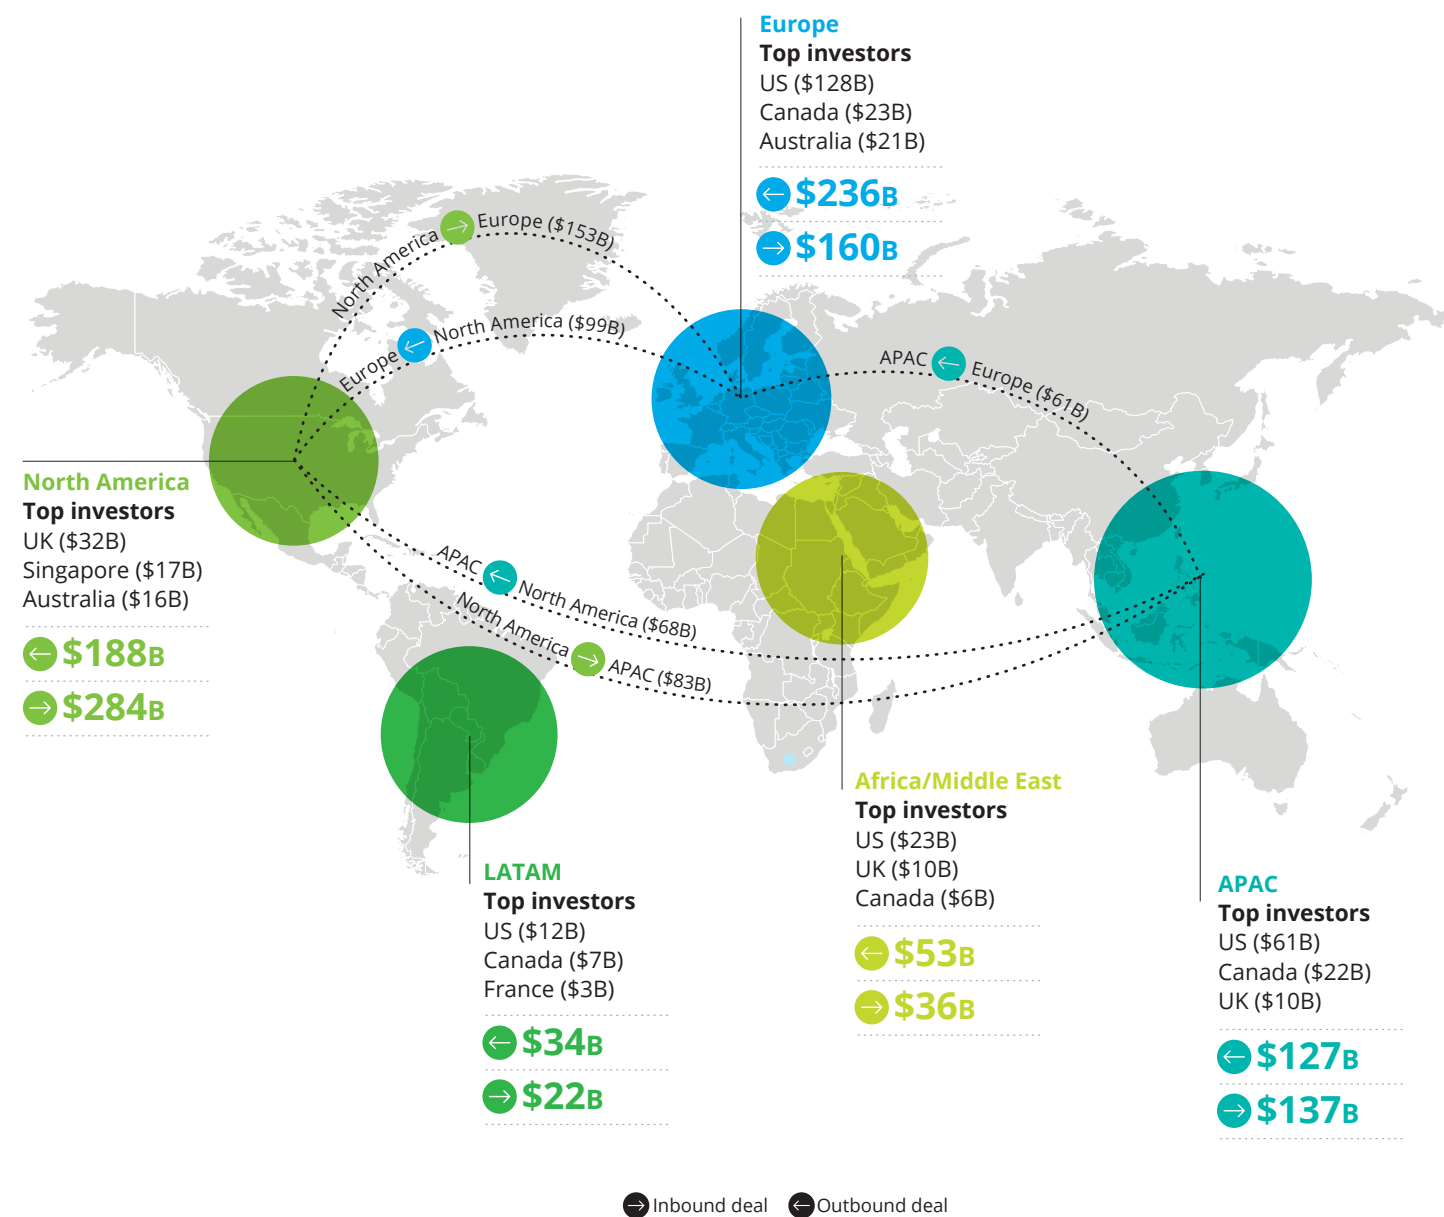 Europe
Top investors
US ($128B)
Canada ($23B)
Australia ($21B)
$236B
$160B
North America
Europe ($153B)
Europe
North America ($99B)
APAC
Europe ($61B)
North America
Top investors
UK ($32B)
Singapore ($17B)
Australia ($16B)
$188B
$284B
APAC
North America ($68B)
North America
APAC ($83B)
Africa/Middle East
Top investors
US ($23B)
UK ($10B)
Canada ($6B)
$53B
$36B
LATAM
Top investors
US ($12B)
Canada ($7B)
France ($3B)
$34B
$22B
APAC
Top investors
US ($61B)
Canada ($22B)
UK ($10B)
$127B
$137B
Inbound deal
Outbound deal